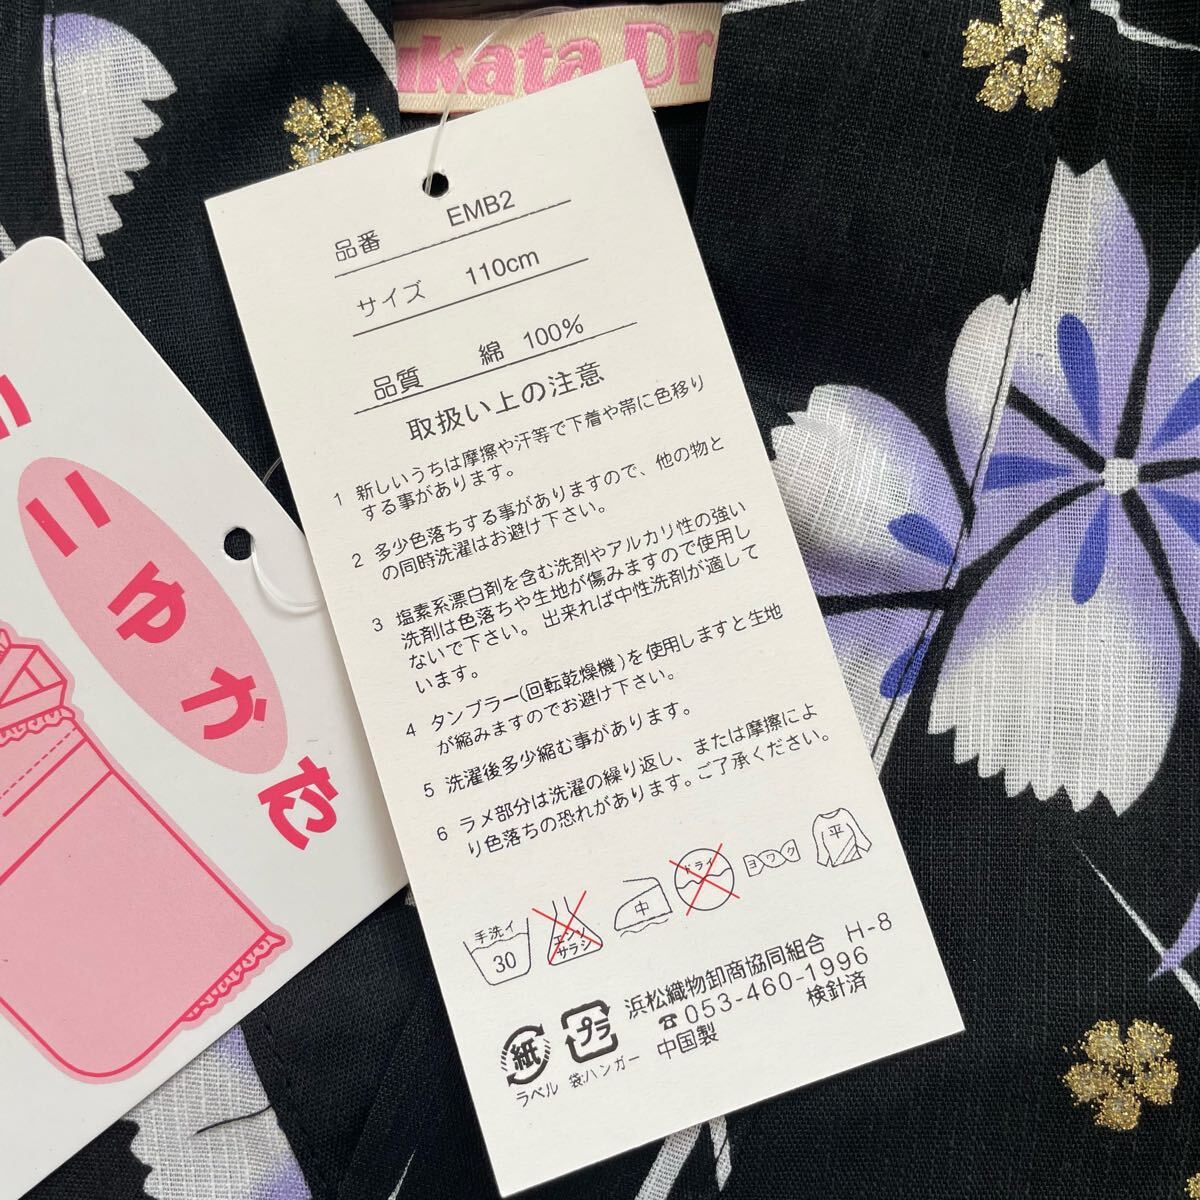 ukata Dr
ミニゆかた
品番 EMB2
サイズ 110cm
品質 綿 100%
取扱い上の注意
1 新しいうちは摩擦や汗等で下着や帯に色移り
する事があります。
2 多少色落ちする事がありますので、他の物と
の同時洗濯はお避け下さい。
3 塩素系漂白剤を含む洗剤やアルカリ性の強い
洗剤は色落ちや生地が傷みますので使用し
ないで下さい。出来れば中性洗剤が適して
います。
4 タンブラー(回転乾燥機)を使用しますと生地
が縮みますのでお避け下さい。
5 洗濯後多少縮む事があります。
6 ラメ部分は洗濯の繰り返し、または摩擦によ
り色落ちの恐れがあります。ご了承ください。
手洗イ
30
エンソ
サラシ
中
ドライ
ヨワク
平
浜松織物卸商協同組合 H-8
☎053-460-1996
中国製 検針済
紙
プラ
ラベル 袋:ハンガー